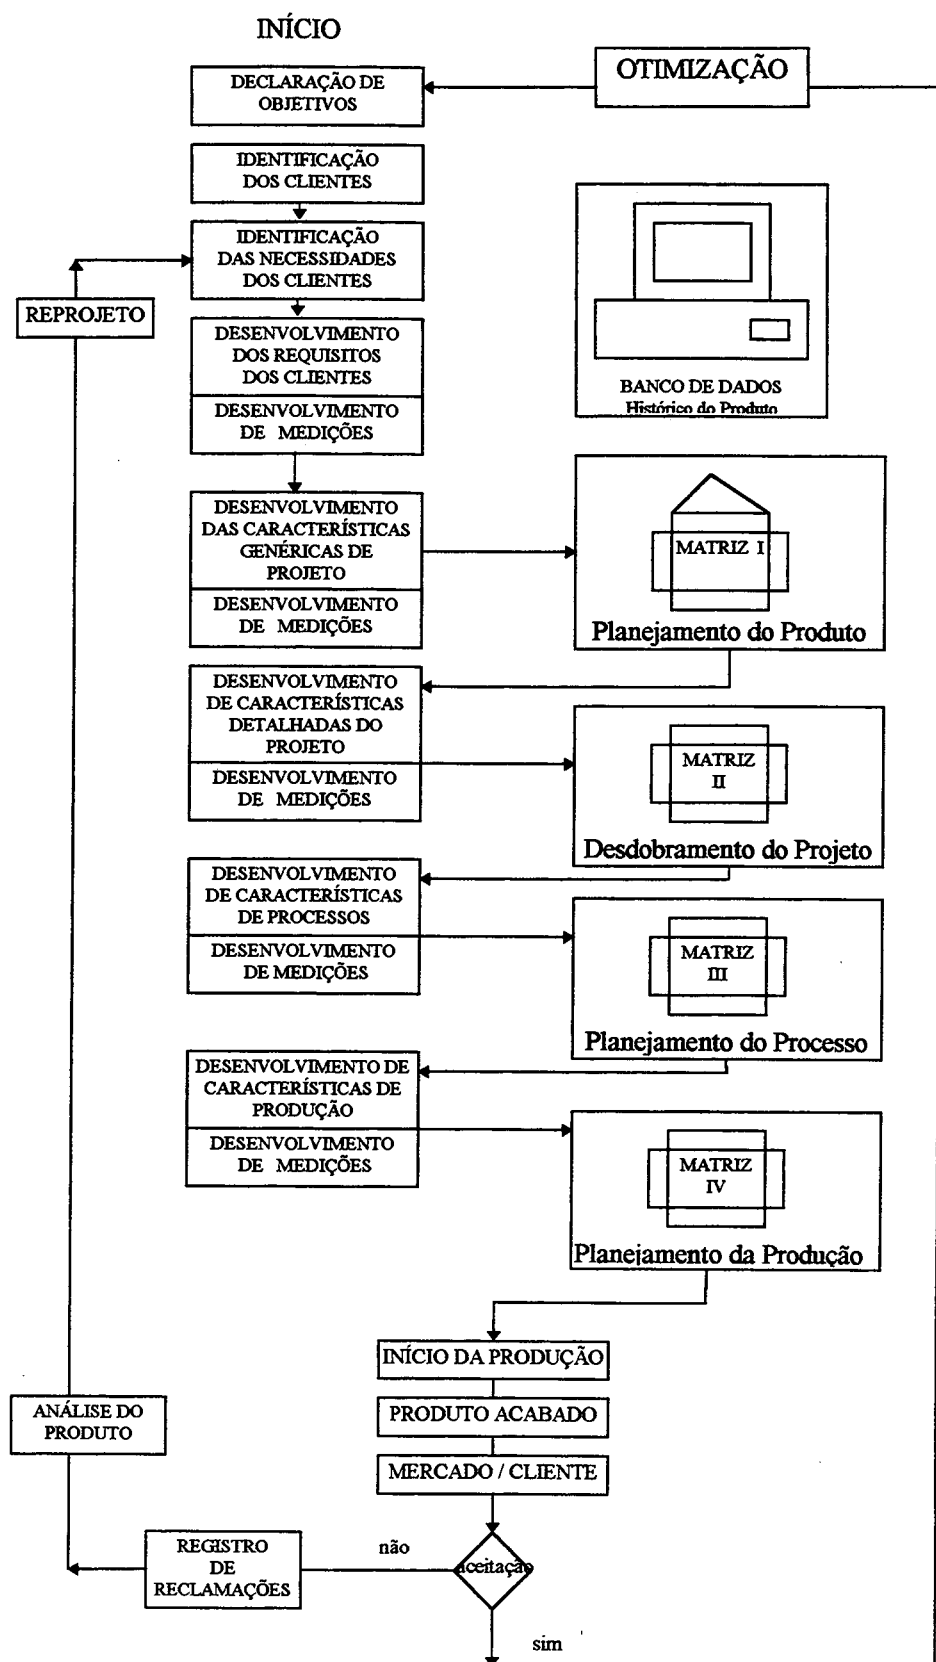 INÍCIO
OTIMIZAÇÃO
DECLARAÇÃO DE
OBJETIVOS
IDENTIFICAÇÃO
DOS CLIENTES
IDENTIFICAÇÃO
DAS NECESSIDADES
DOS CLIENTES
REPROJETO
DESENVOLVIMENTO
DOS REQUISITOS
DOS CLIENTES
DESENVOLVIMENTO
DE MEDIÇÕES
BANCO DE DADOS
Histórico do Produto
DESENVOLVIMENTO
DAS CARACTERÍSTICAS
GENÉRICAS DE
PROJETO
DESENVOLVIMENTO
DE MEDIÇÕES
MATRIZ I
Planejamento do Produto
DESENVOLVIMENTO
DE CARACTERÍSTICAS
DETALHADAS DO
PROJETO
DESENVOLVIMENTO
DE MEDIÇÕES
MATRIZ
II
Desdobramento do Projeto
DESENVOLVIMENTO
DE CARACTERÍSTICAS
DE PROCESSOS
DESENVOLVIMENTO
DE MEDIÇÕES
MATRIZ
III
Planejamento do Processo
DESENVOLVIMENTO DE
CARACTERÍSTICAS DE
PRODUÇÃO
DESENVOLVIMENTO
DE MEDIÇÕES
MATRIZ
IV
Planejamento da Produção
INÍCIO DA PRODUÇÃO
PRODUTO ACABADO
MERCADO / CLIENTE
ANÁLISE DO
PRODUTO
aceitação
não
REGISTRO
DE
RECLAMAÇÕES
sim